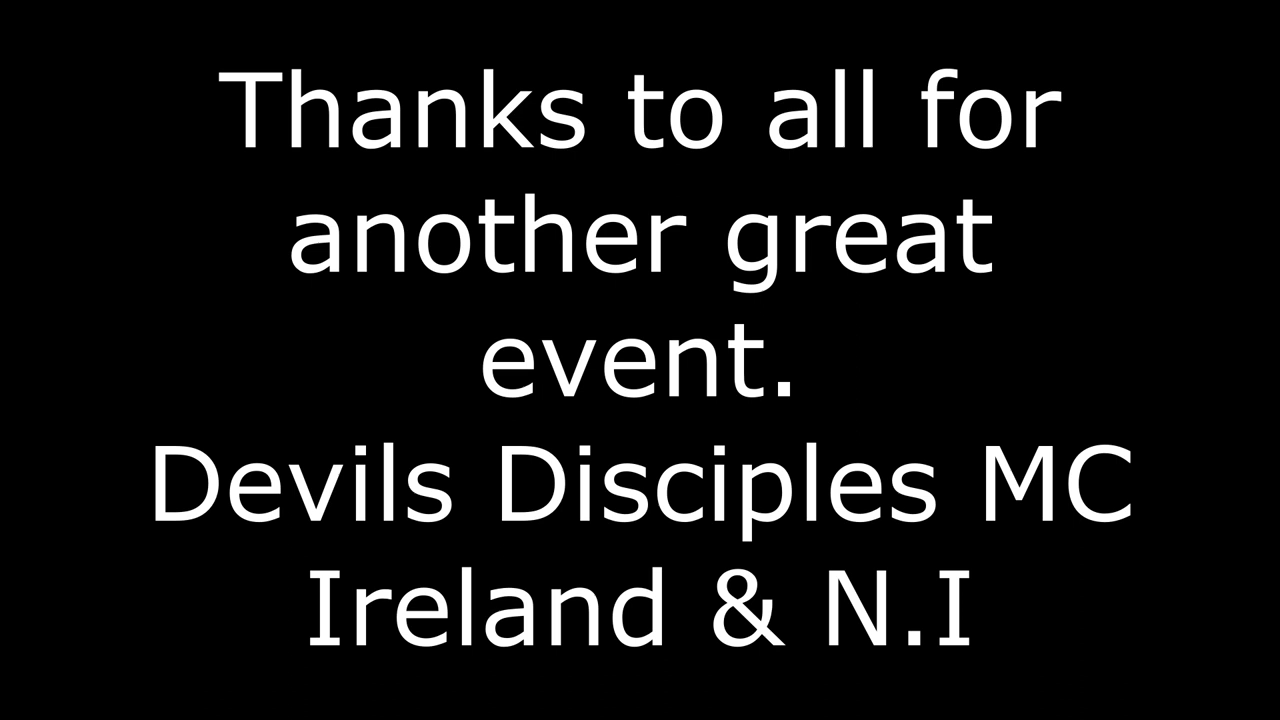 Thanks to all for
another great
event.
Devils Disciples MC
Ireland & N.I